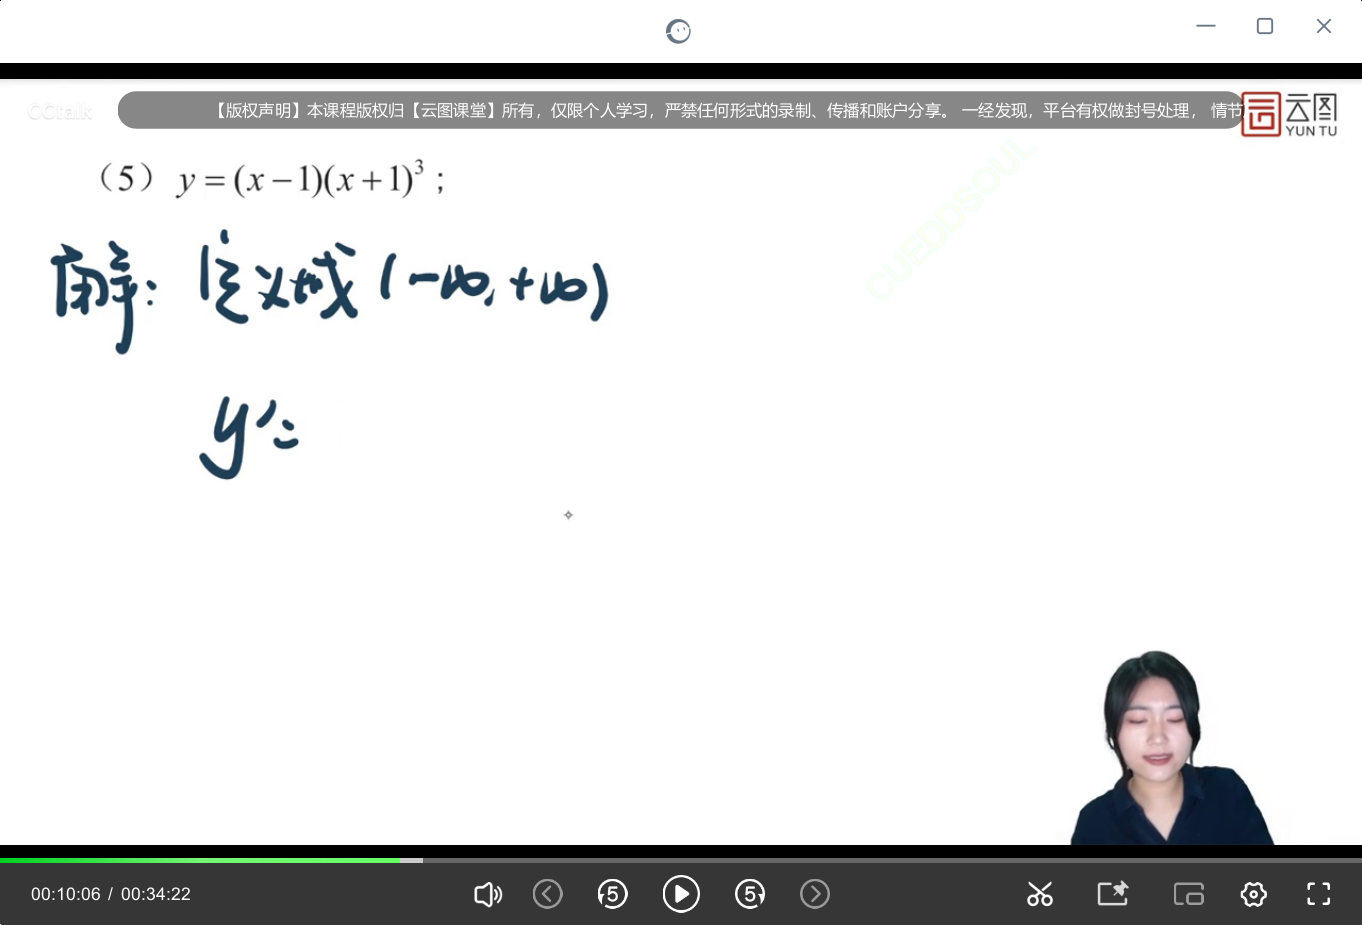 CCtalk
【版权声明】本课程版权归【云图课堂】所有，仅限个人学习，严禁任何形式的录制、传播和账户分享。 一经发现，平台有权做封号处理， 情节
云图
YUN TU
（5） y = (x − 1)(x + 1)³ ;
CUEDDSOUL
解： 定义域 (-∞, +∞)
y′=
00:10:06 / 00:34:22
5
5